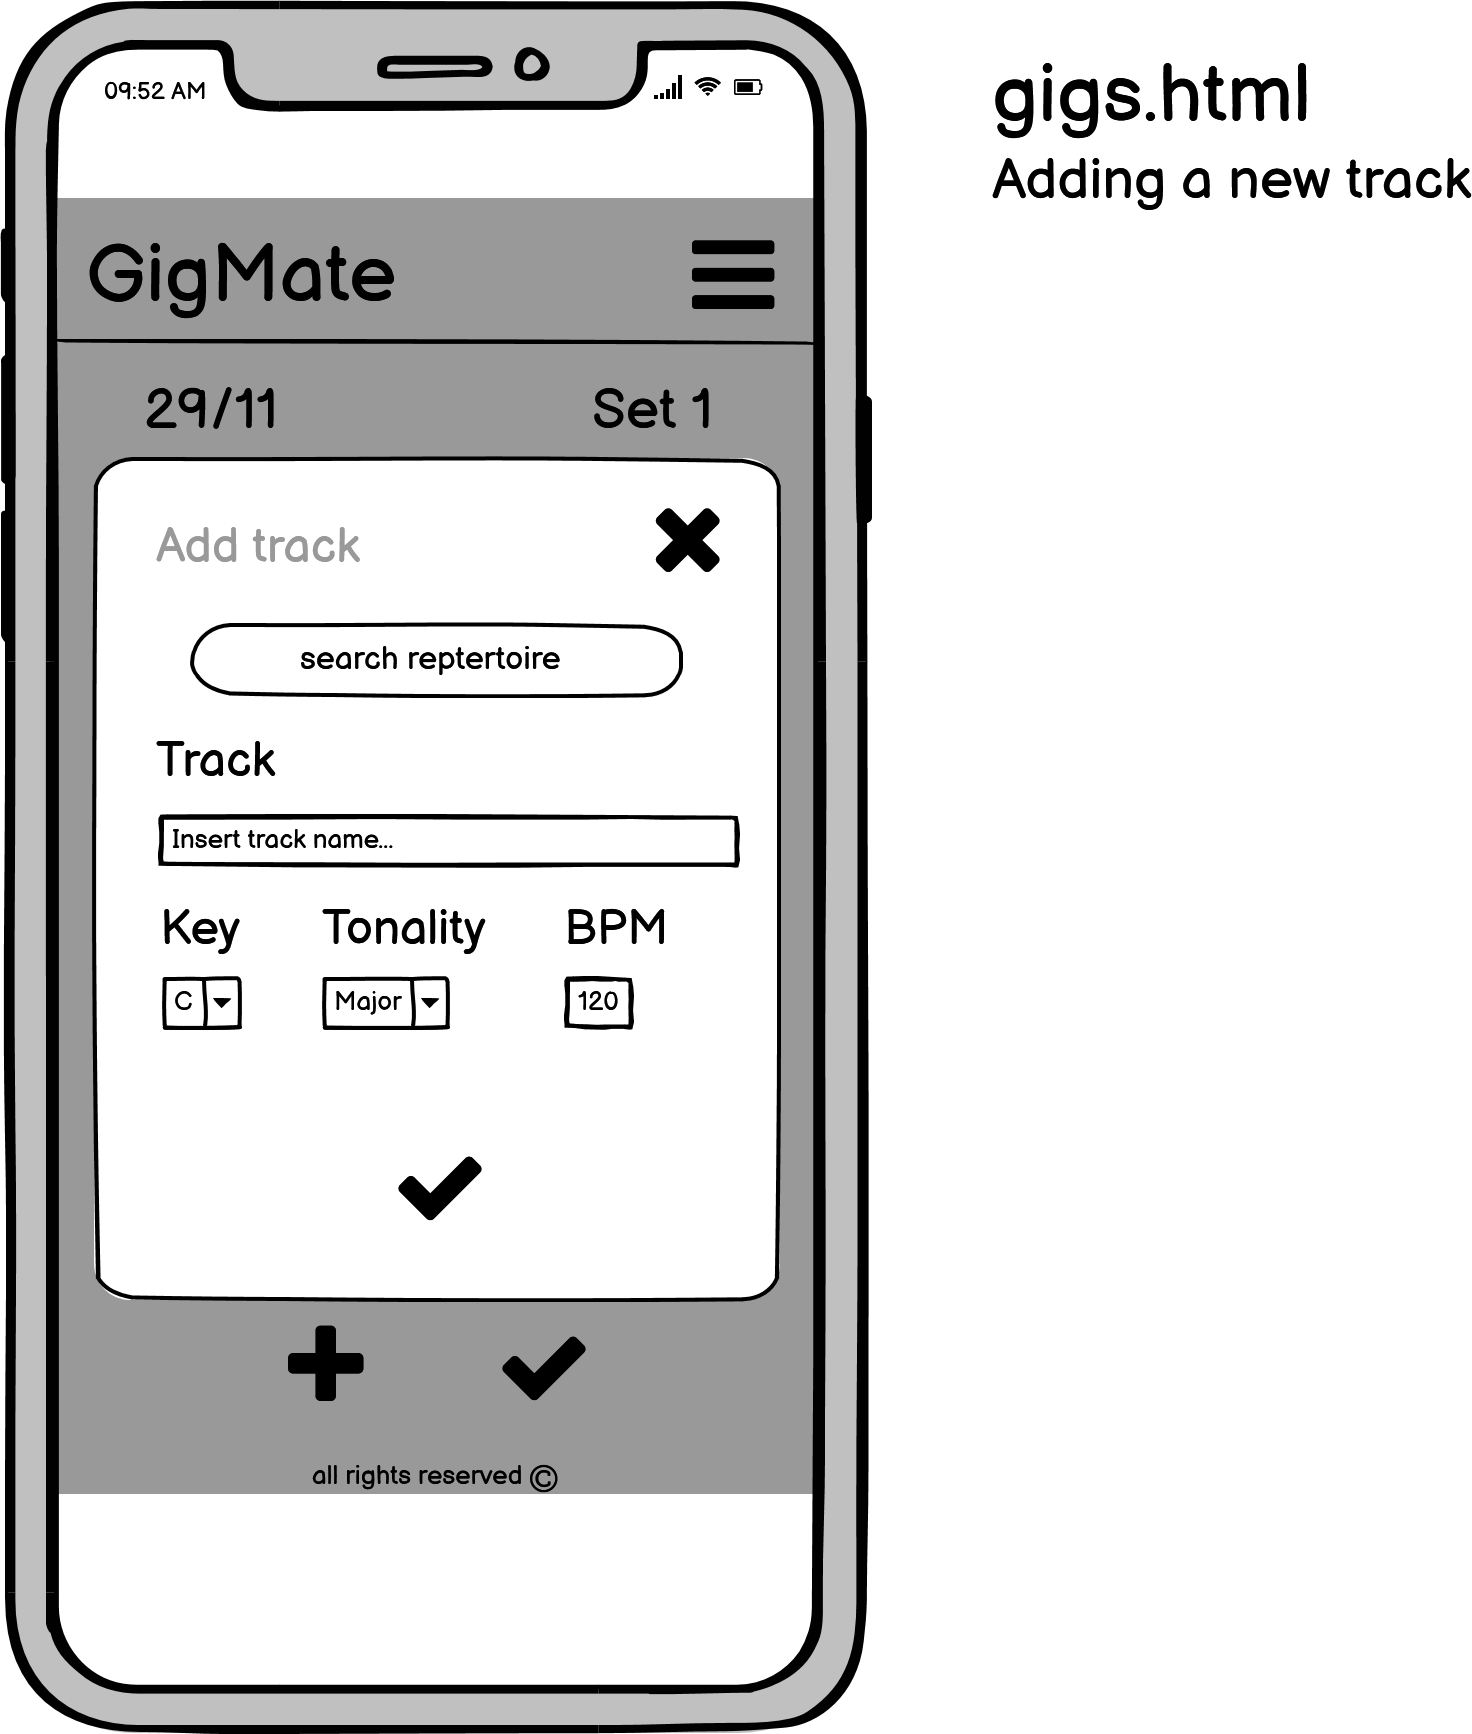 gigs.html
Adding a new track
09:52 AM
GigMate
29/11 Set 1
Add track
search reptertoire
Track
Insert track name...
Key Tonality BPM
C Major 120
all rights reserved ©